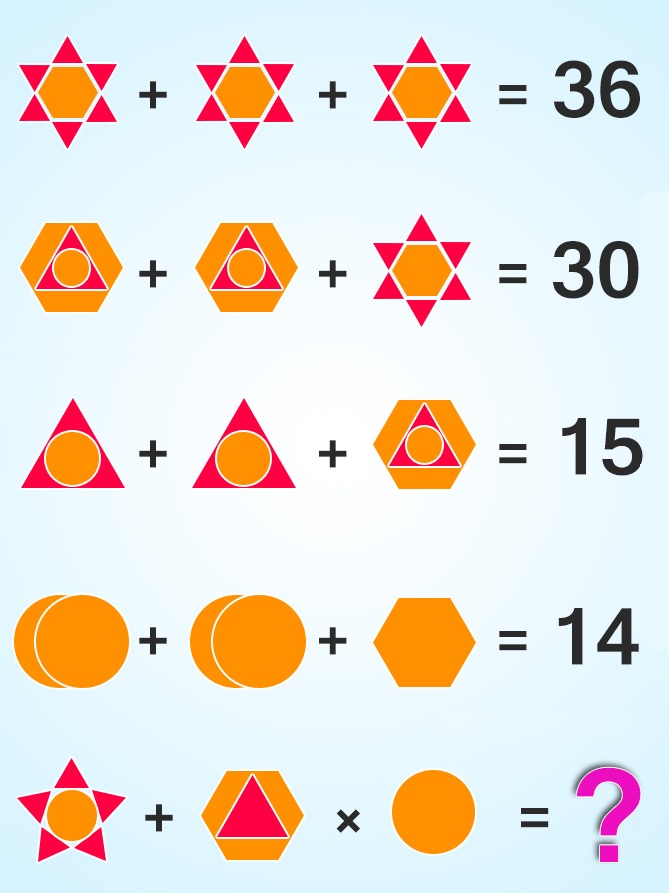 + + = 36
+ + = 30
+ + = 15
+ + = 14
+ × = ?